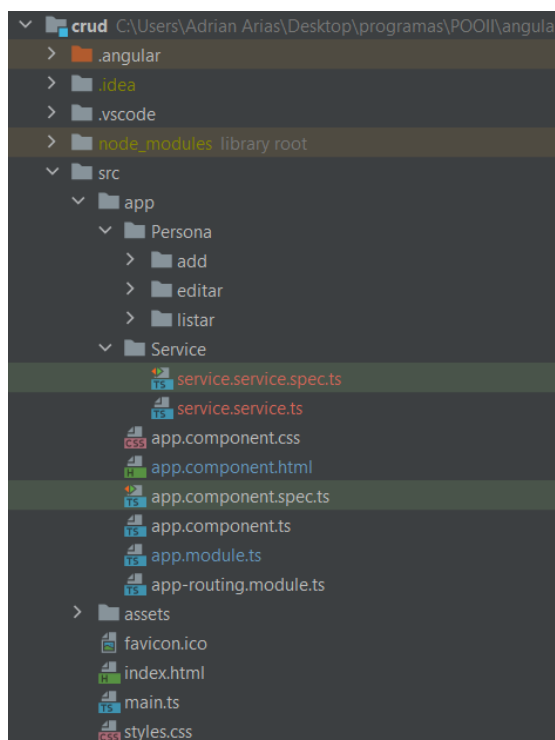 crud C:\Users\Adrian Arias\Desktop\programas\POOII\angula
.angular
.idea
.vscode
node_modules library root
src
app
Persona
add
editar
listar
Service
service.service.spec.ts
service.service.ts
app.component.css
app.component.html
app.component.spec.ts
app.component.ts
app.module.ts
app-routing.module.ts
assets
favicon.ico
index.html
main.ts
styles.css